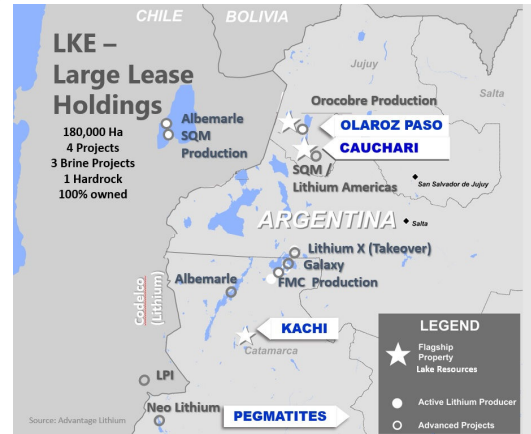 CHILE
BOLIVIA
LKE –
Large Lease
Holdings
180,000 Ha
4 Projects
3 Brine Projects
1 Hardrock
100% owned
Jujuy
Salta
Orocobre Production
Albemarle
SQM
Production
OLAROZ PASO
CAUCHARI
SQM /
Lithium Americas
San Salvador de Jujuy
ARGENTINA
Salta
Lithium X (Takeover)
Galaxy
FMC Production
Albemarle
Codelco
(Lithium)
KACHI
Catamarca
LPI
Neo Lithium
PEGMATITES
LEGEND
Flagship
Property
Lake Resources
Active Lithium Producer
Advanced Projects
Source: Advantage Lithium